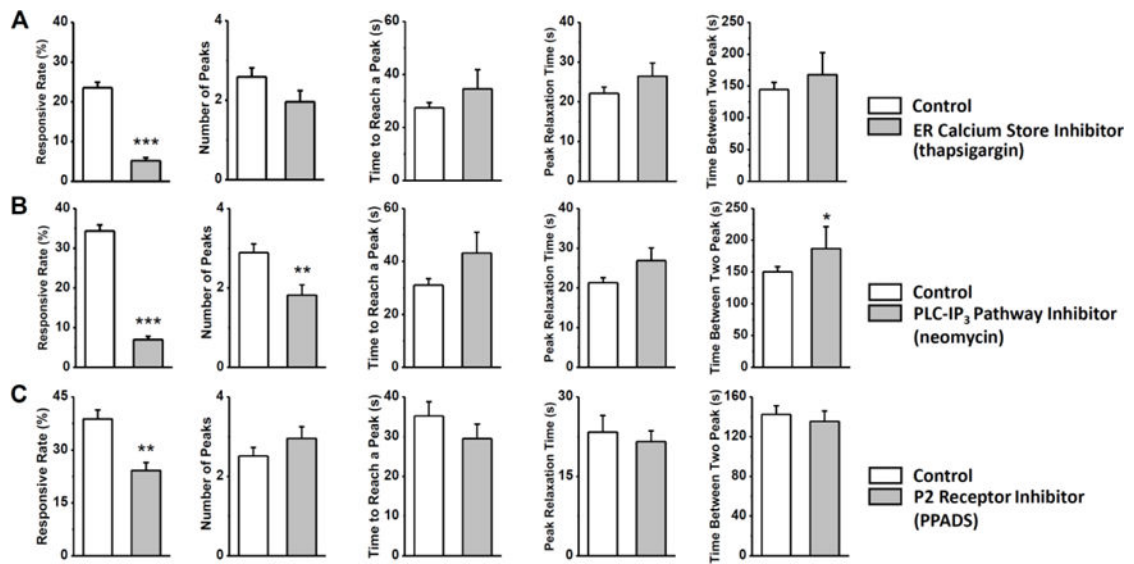 A
Responsive Rate (%)
40
30
20
10
0
***
Number of Peaks
4
2
0
Time to Reach a Peak (s)
60
40
20
0
Peak Relaxation Time (s)
40
30
20
10
0
Time Between Two Peak (s)
250
200
150
100
50
0
Control
ER Calcium Store Inhibitor
(thapsigargin)
B
Responsive Rate (%)
40
30
20
10
0
***
Number of Peaks
4
2
0
**
Time to Reach a Peak (s)
60
40
20
0
Peak Relaxation Time (s)
40
30
20
10
0
Time Between Two Peak (s)
250
200
150
100
50
0
*
Control
PLC-IP₃ Pathway Inhibitor
(neomycin)
C
Responsive Rate (%)
45
30
15
0
**
Number of Peaks
4
2
0
Time to Reach a Peak (s)
40
30
20
10
0
Peak Relaxation Time (s)
30
15
0
Time Between Two Peak (s)
160
120
80
40
0
Control
P2 Receptor Inhibitor
(PPADS)